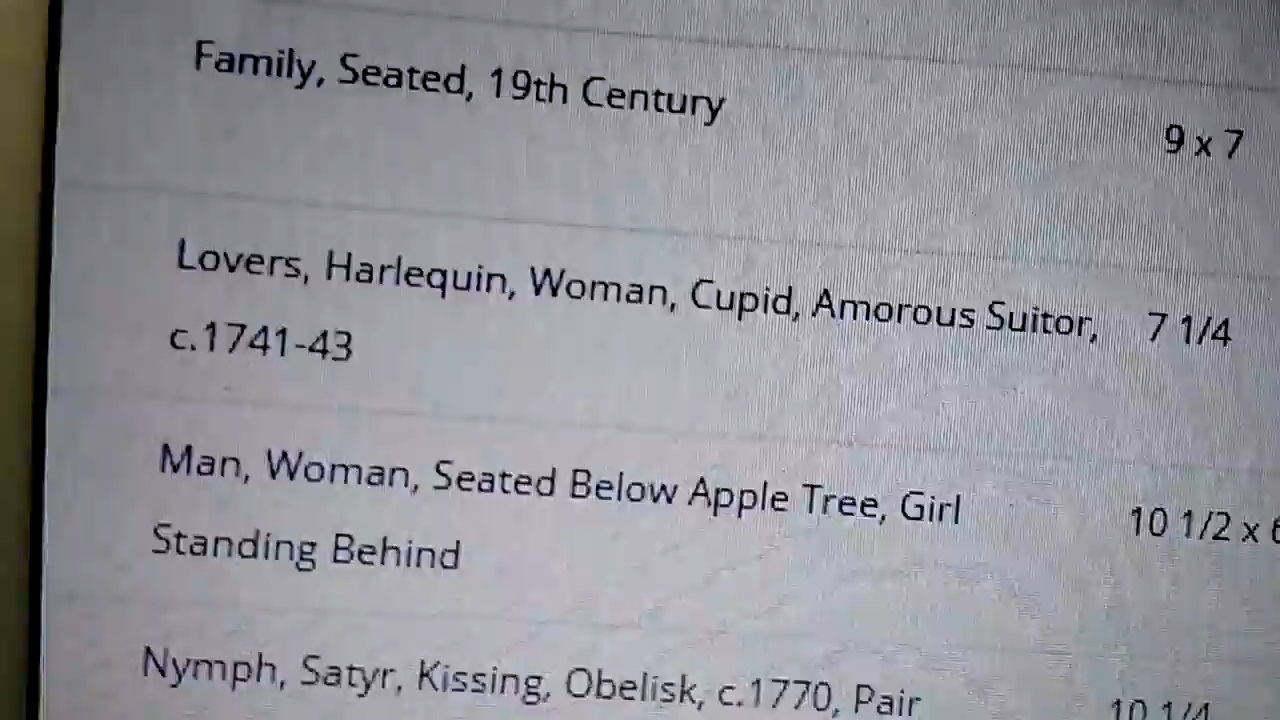 Family, Seated, 19th Century 9 x 7
Lovers, Harlequin, Woman, Cupid, Amorous Suitor, 7 1/4
c.1741-43
Man, Woman, Seated Below Apple Tree, Girl 10 1/2 x
Standing Behind
Nymph, Satyr, Kissing, Obelisk, c.1770, Pair 10 1/4